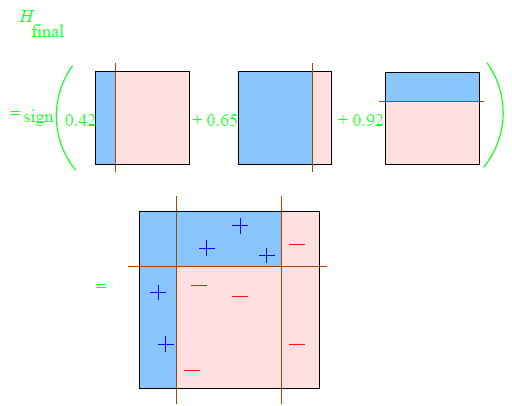 H final
= sign ( 0.42 + 0.65 + 0.92 )
=
+ + + −
+ − −
+ − −